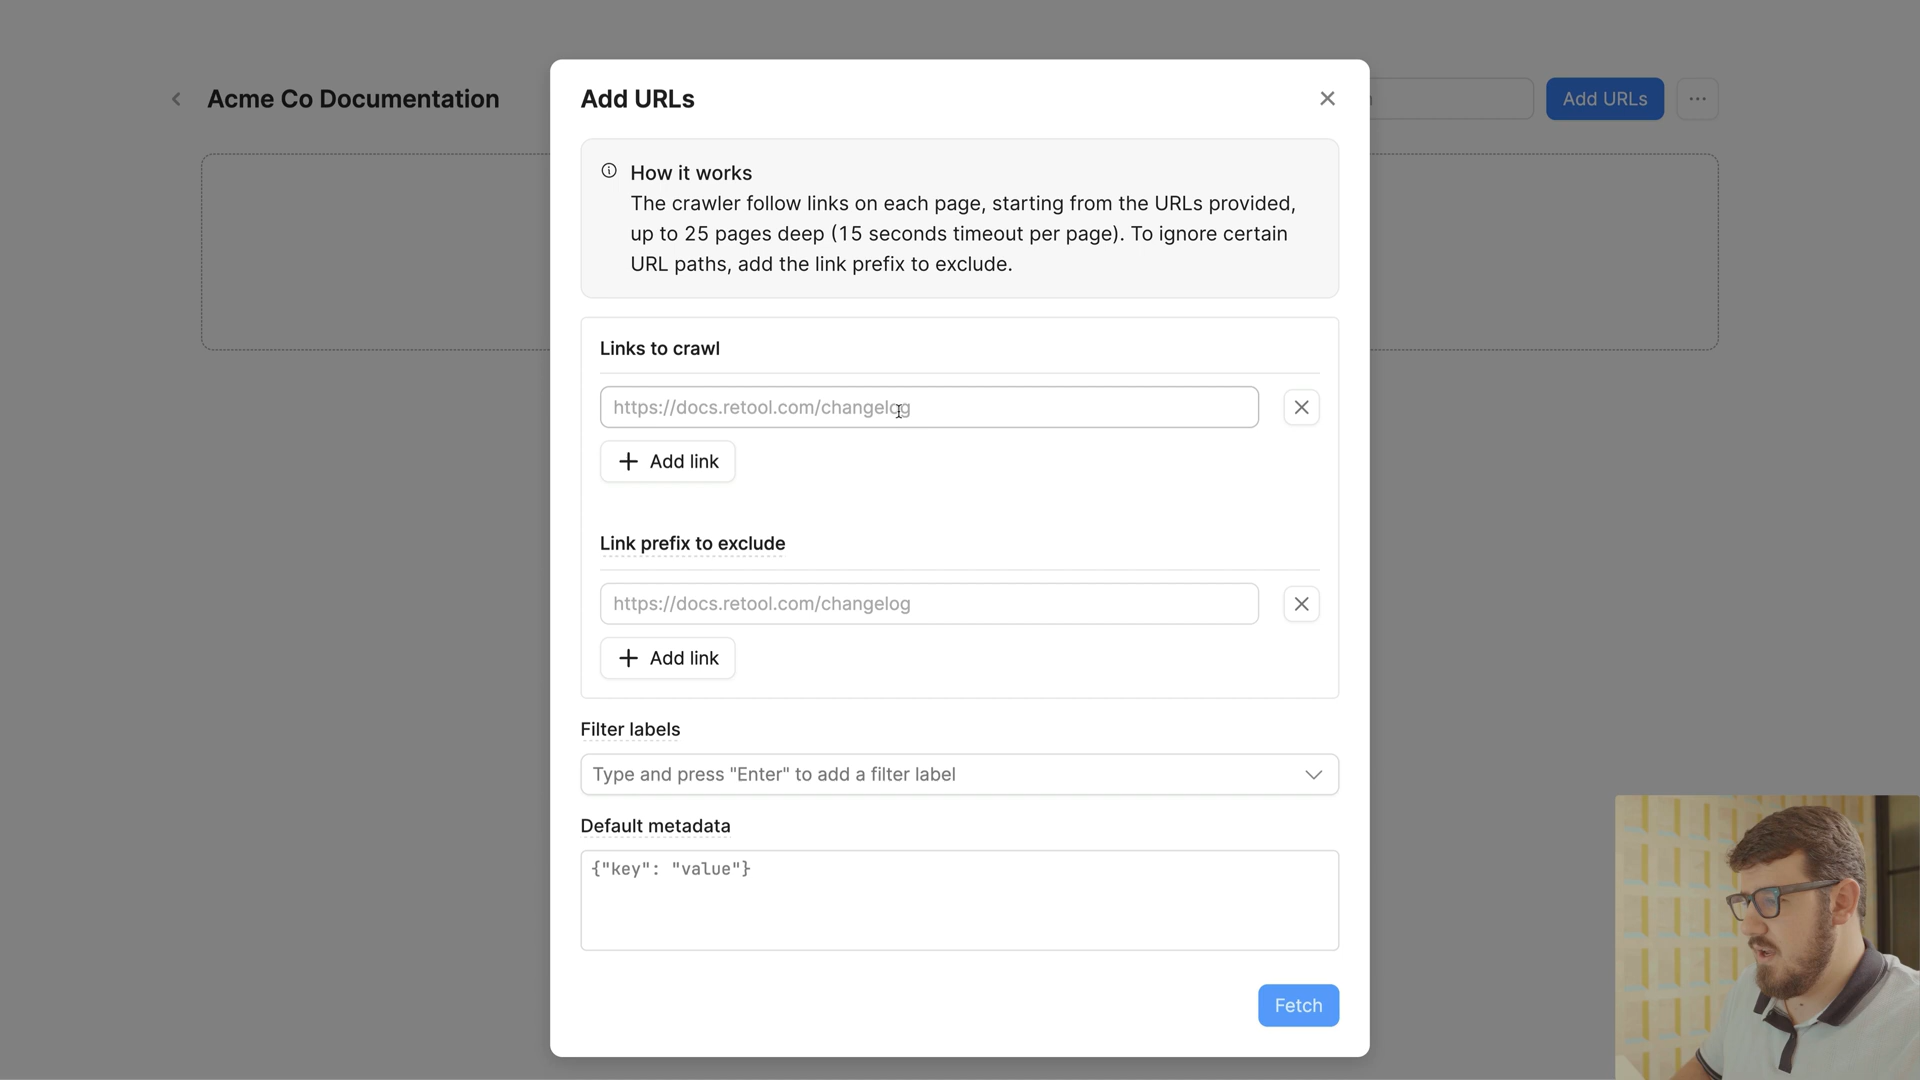 Acme Co Documentation
Add URLs
Add URLs
How it works
The crawler follow links on each page, starting from the URLs provided,
up to 25 pages deep (15 seconds timeout per page). To ignore certain
URL paths, add the link prefix to exclude.
Links to crawl
https://docs.retool.com/changelog
Add link
Link prefix to exclude
https://docs.retool.com/changelog
Add link
Filter labels
Type and press "Enter" to add a filter label
Default metadata
{"key": "value"}
Fetch